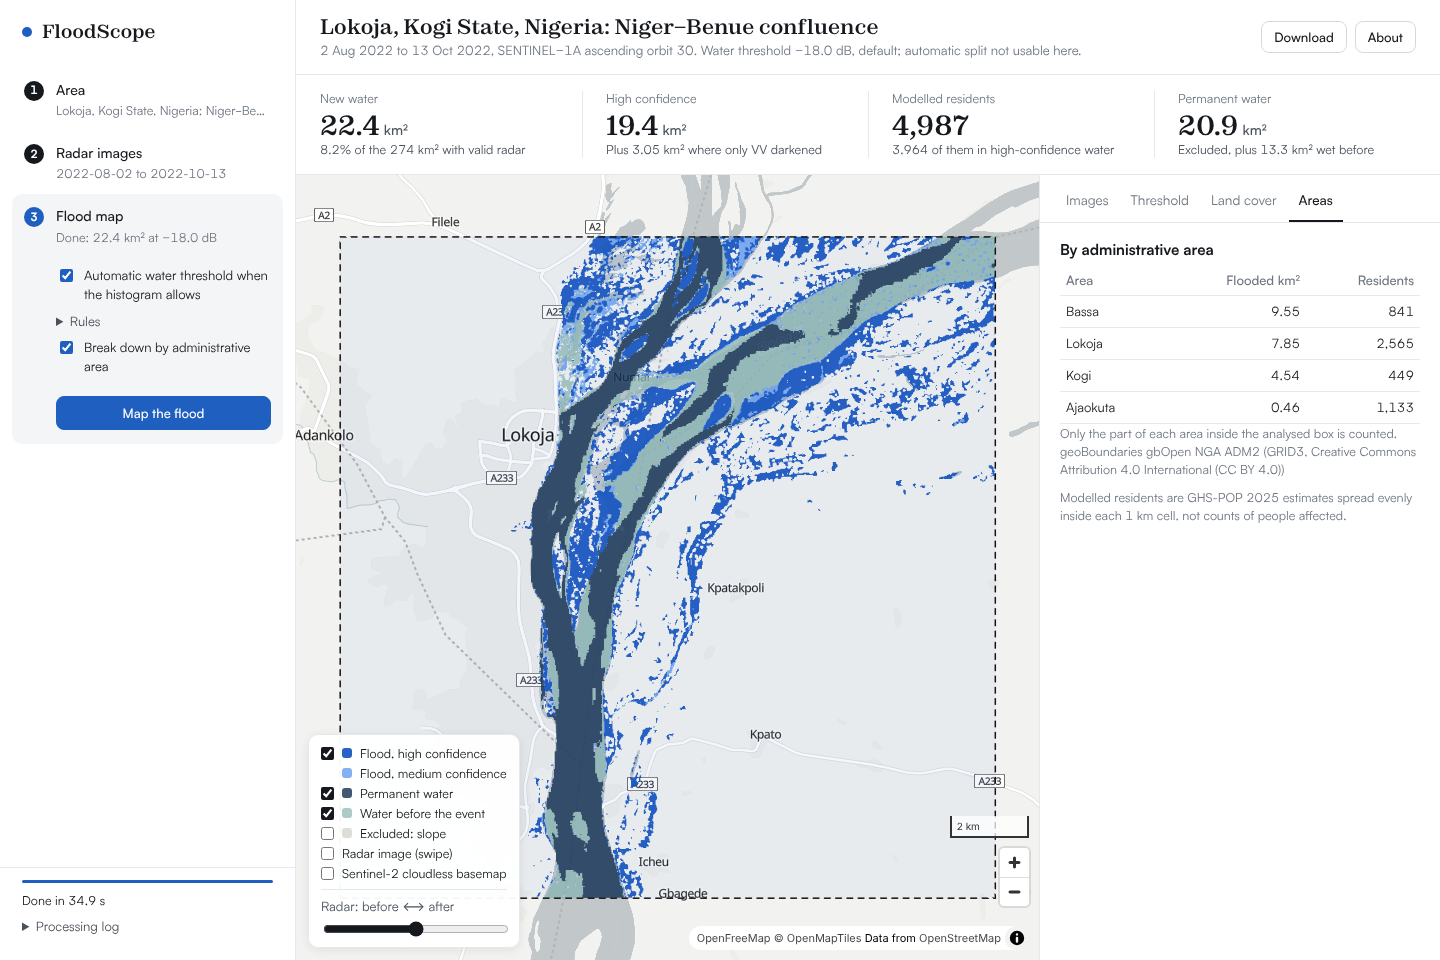 FloodScope
1
Area
Lokoja, Kogi State, Nigeria: Niger–Be...
2
Radar images
2022-08-02 to 2022-10-13
3
Flood map
Done: 22.4 km² at −18.0 dB
Automatic water threshold when
the histogram allows
Rules
Break down by administrative
area
Map the flood
Done in 34.9 s
Processing log
Lokoja, Kogi State, Nigeria: Niger–Benue confluence
2 Aug 2022 to 13 Oct 2022, SENTINEL-1A ascending orbit 30. Water threshold −18.0 dB, default; automatic split not usable here.
Download
About
New water
22.4 km²
8.2% of the 274 km² with valid radar
High confidence
19.4 km²
Plus 3.05 km² where only VV darkened
Modelled residents
4,987
3,964 of them in high-confidence water
Permanent water
20.9 km²
Excluded, plus 13.3 km² wet before
A2
Filele
A2
A23
Numai
Adankolo
Lokoja
A233
Kpatakpoli
A233
Kpato
A233
A233
Icheu
Gbagede
2 km
Flood, high confidence
Flood, medium confidence
Permanent water
Water before the event
Excluded: slope
Radar image (swipe)
Sentinel-2 cloudless basemap
Radar: before ⟷ after
OpenFreeMap © OpenMapTiles Data from OpenStreetMap
Images
Threshold
Land cover
Areas
By administrative area
Area Flooded km² Residents
Bassa 9.55 841
Lokoja 7.85 2,565
Kogi 4.54 449
Ajaokuta 0.46 1,133
Only the part of each area inside the analysed box is counted.
geoBoundaries gbOpen NGA ADM2 (GRID3, Creative Commons
Attribution 4.0 International (CC BY 4.0))
Modelled residents are GHS-POP 2025 estimates spread evenly
inside each 1 km cell, not counts of people affected.